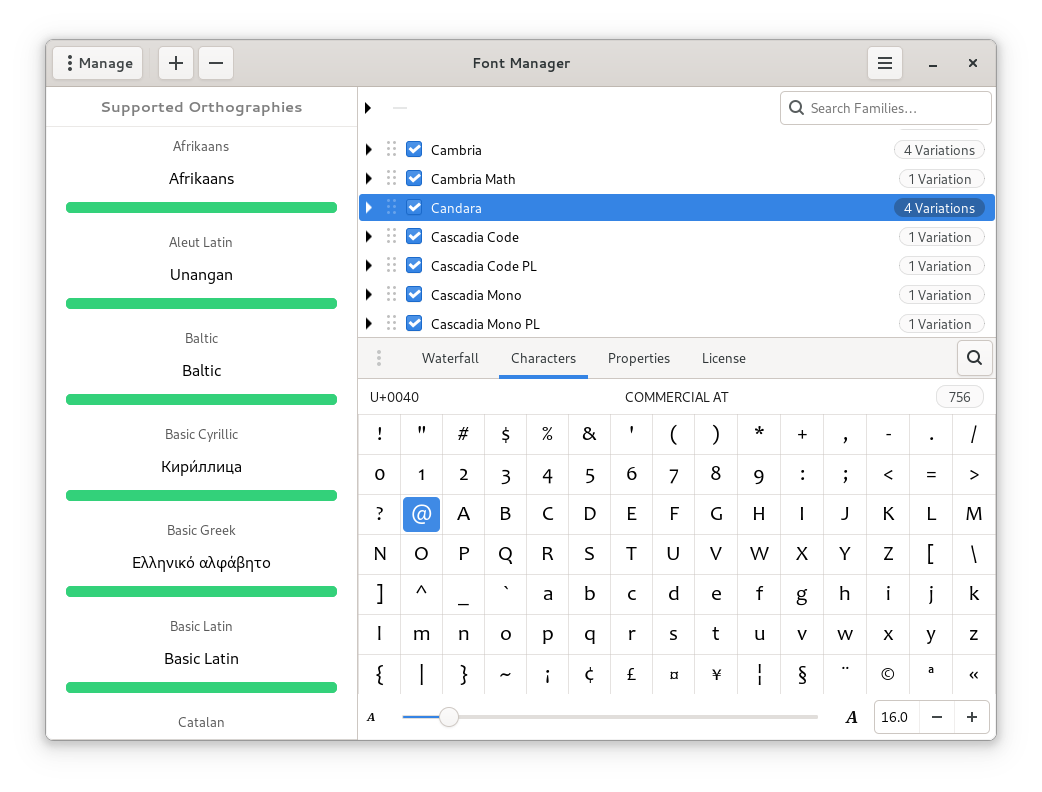 Manage
Font Manager
Supported Orthographies
Afrikaans
Afrikaans
Aleut Latin
Unangan
Baltic
Baltic
Basic Cyrillic
Кири́ллица
Basic Greek
Ελληνικό αλφάβητο
Basic Latin
Basic Latin
Catalan
Search Families...
Cambria 4 Variations
Cambria Math 1 Variation
Candara 4 Variations
Cascadia Code 1 Variation
Cascadia Code PL 1 Variation
Cascadia Mono 1 Variation
Cascadia Mono PL 1 Variation
Waterfall Characters Properties License
U+0040 COMMERCIAL AT 756
! " # $ % & ' ( ) * + , - . /
0 1 2 3 4 5 6 7 8 9 : ; < = >
? @ A B C D E F G H I J K L M
N O P Q R S T U V W X Y Z [ \
] ^ _ ` a b c d e f g h i j k
l m n o p q r s t u v w x y z
{ | } ~ ¡ ¢ £ ¤ ¥ ¦ § ¨ © ª «
A A 16.0